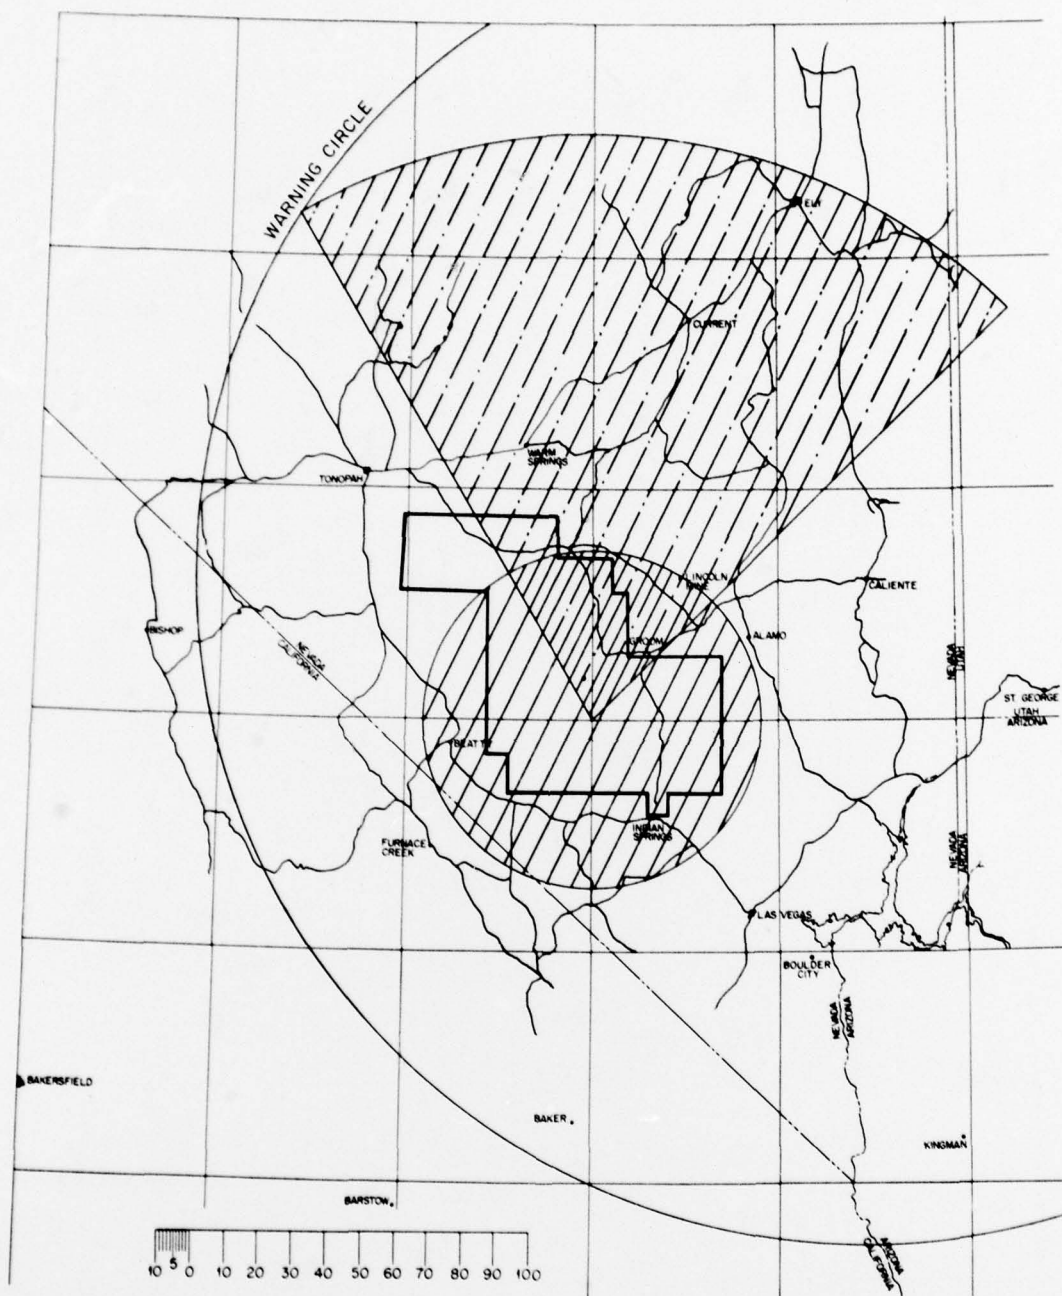 WARNING CIRCLE
ELY
CURRENT
WARM
SPRINGS
TONOPAH
LINCOLN
MINE
CALIENTE
BISHOP
NEVADA
CALIFORNIA
GROOM
ALAMO
NEVADA
UTAH
ST. GEORGE
UTAH
ARIZONA
BEATTY
INDIAN
SPRINGS
FURNACE
CREEK
NEVADA
ARIZONA
LAS VEGAS
BOULDER
CITY
NEVADA
ARIZONA
BAKERSFIELD
BAKER
KINGMAN
BARSTOW
ARIZONA
CALIFORNIA
10 5 0 10 20 30 40 50 60 70 80 90 100